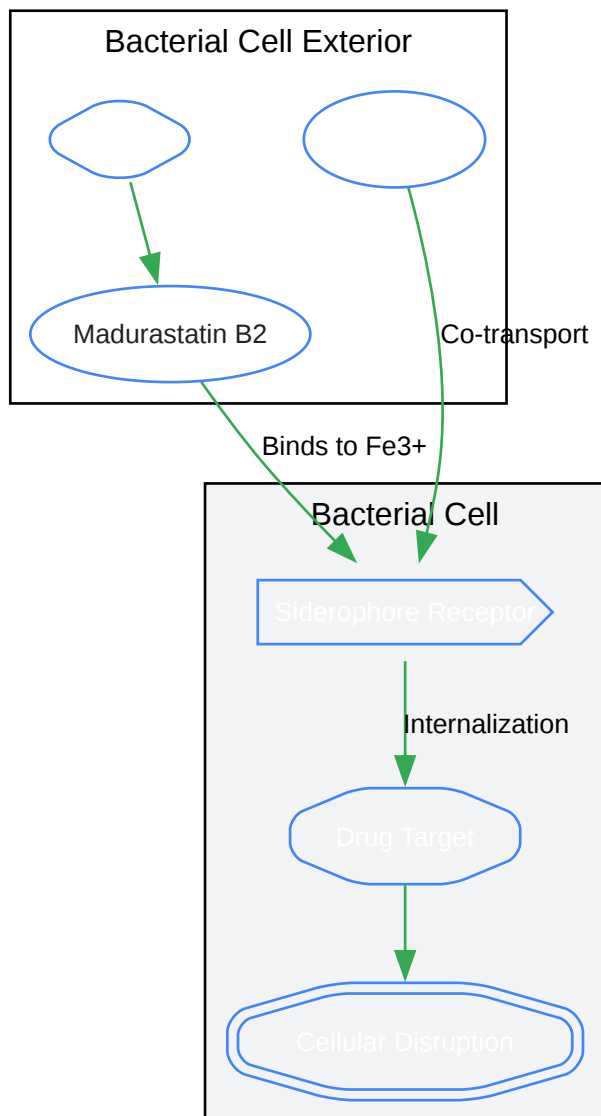 Bacterial Cell Exterior
Madurastatin B2
Co-transport
Binds to Fe3+
Bacterial Cell
Siderophore Receptor
Internalization
Drug Target
Cellular Disruption